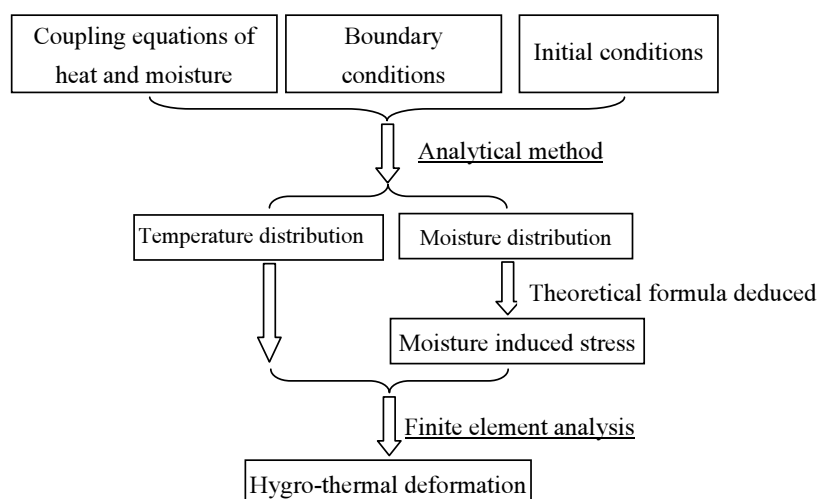 Coupling equations of
heat and moisture
Boundary
conditions
Initial conditions
Analytical method
Temperature distribution
Moisture distribution
Theoretical formula deduced
Moisture induced stress
Finite element analysis
Hygro-thermal deformation